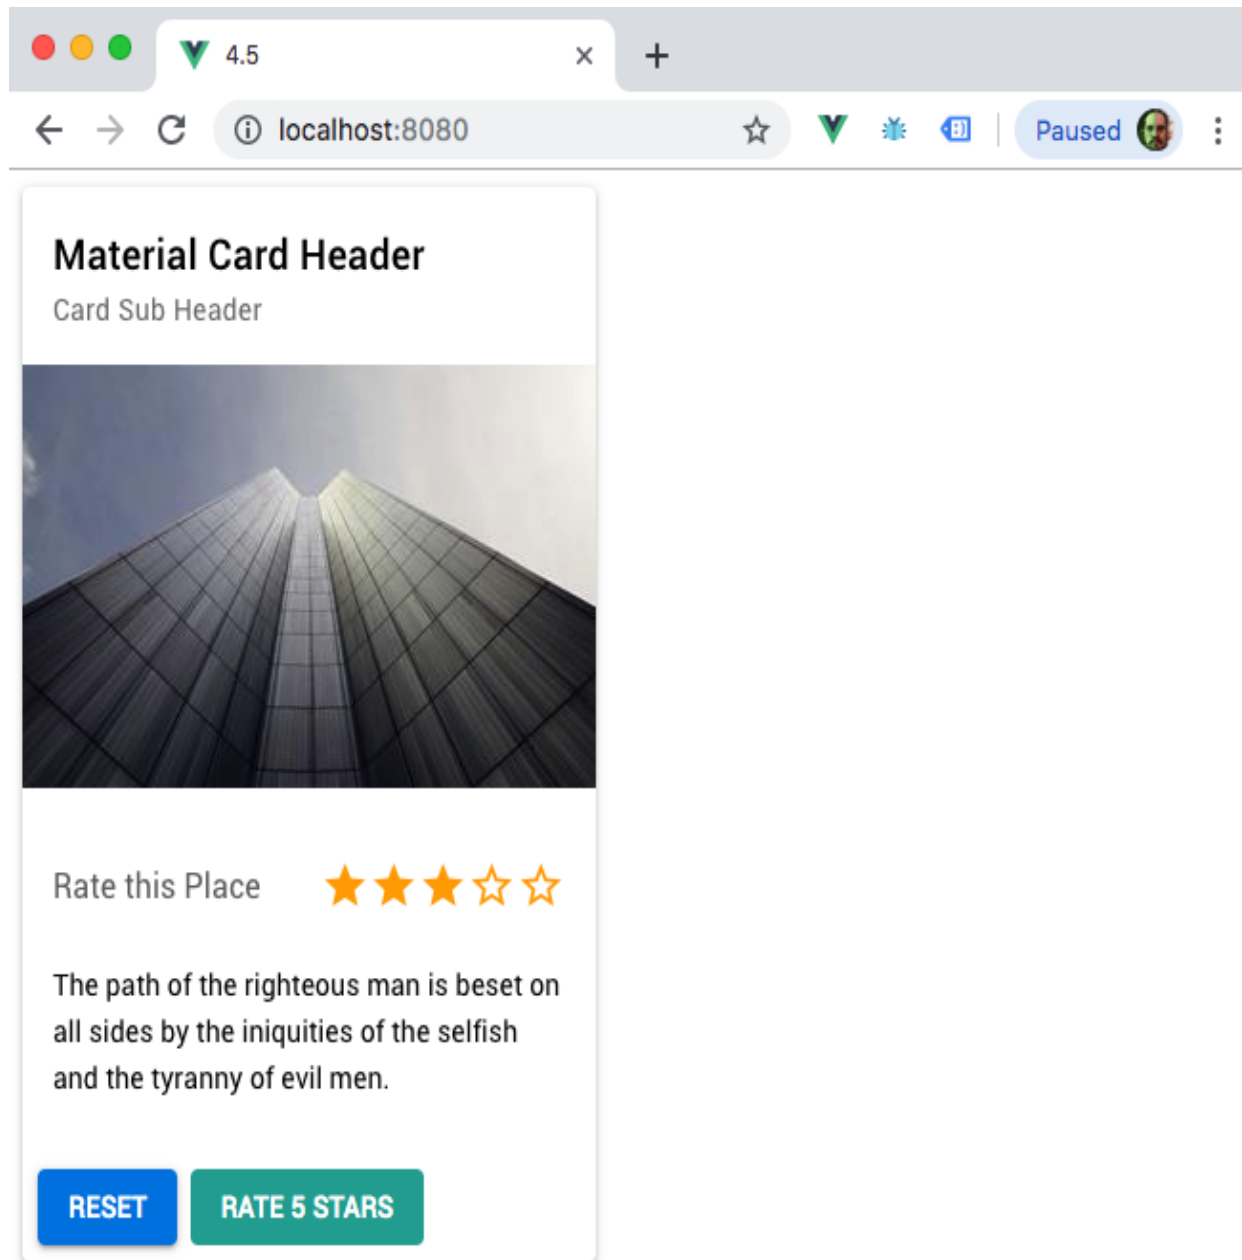 4.5
localhost:8080
Paused
Material Card Header
Card Sub Header
Rate this Place
The path of the righteous man is beset on
all sides by the iniquities of the selfish
and the tyranny of evil men.
RESET
RATE 5 STARS